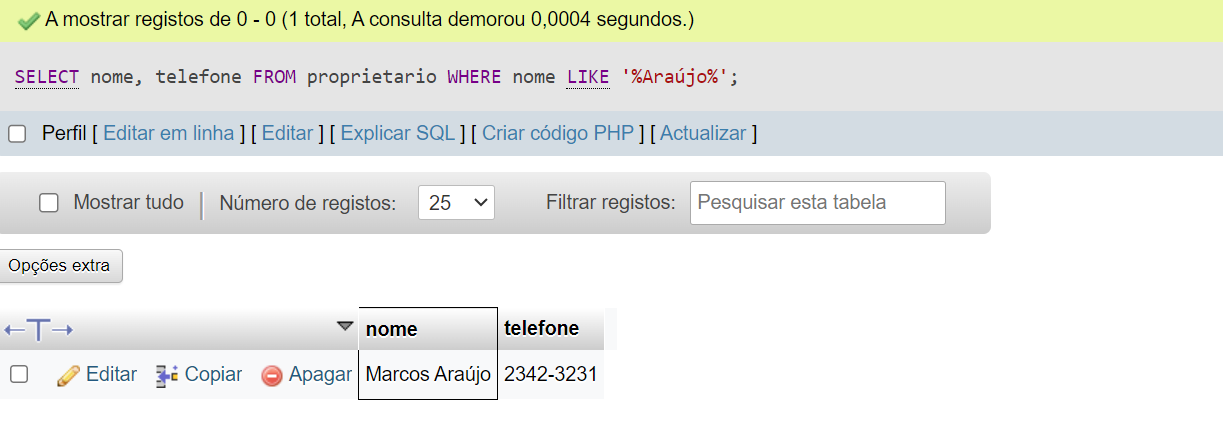 A mostrar registos de 0 - 0 (1 total, A consulta demorou 0,0004 segundos.)
SELECT nome, telefone FROM proprietario WHERE nome LIKE '%Araújo%';
Perfil [ Editar em linha ] [ Editar ] [ Explicar SQL ] [ Criar código PHP ] [ Actualizar ]
Mostrar tudo Número de registos: 25 Filtrar registos: Pesquisar esta tabela
Opções extra
nome telefone
Editar Copiar Apagar Marcos Araújo 2342-3231